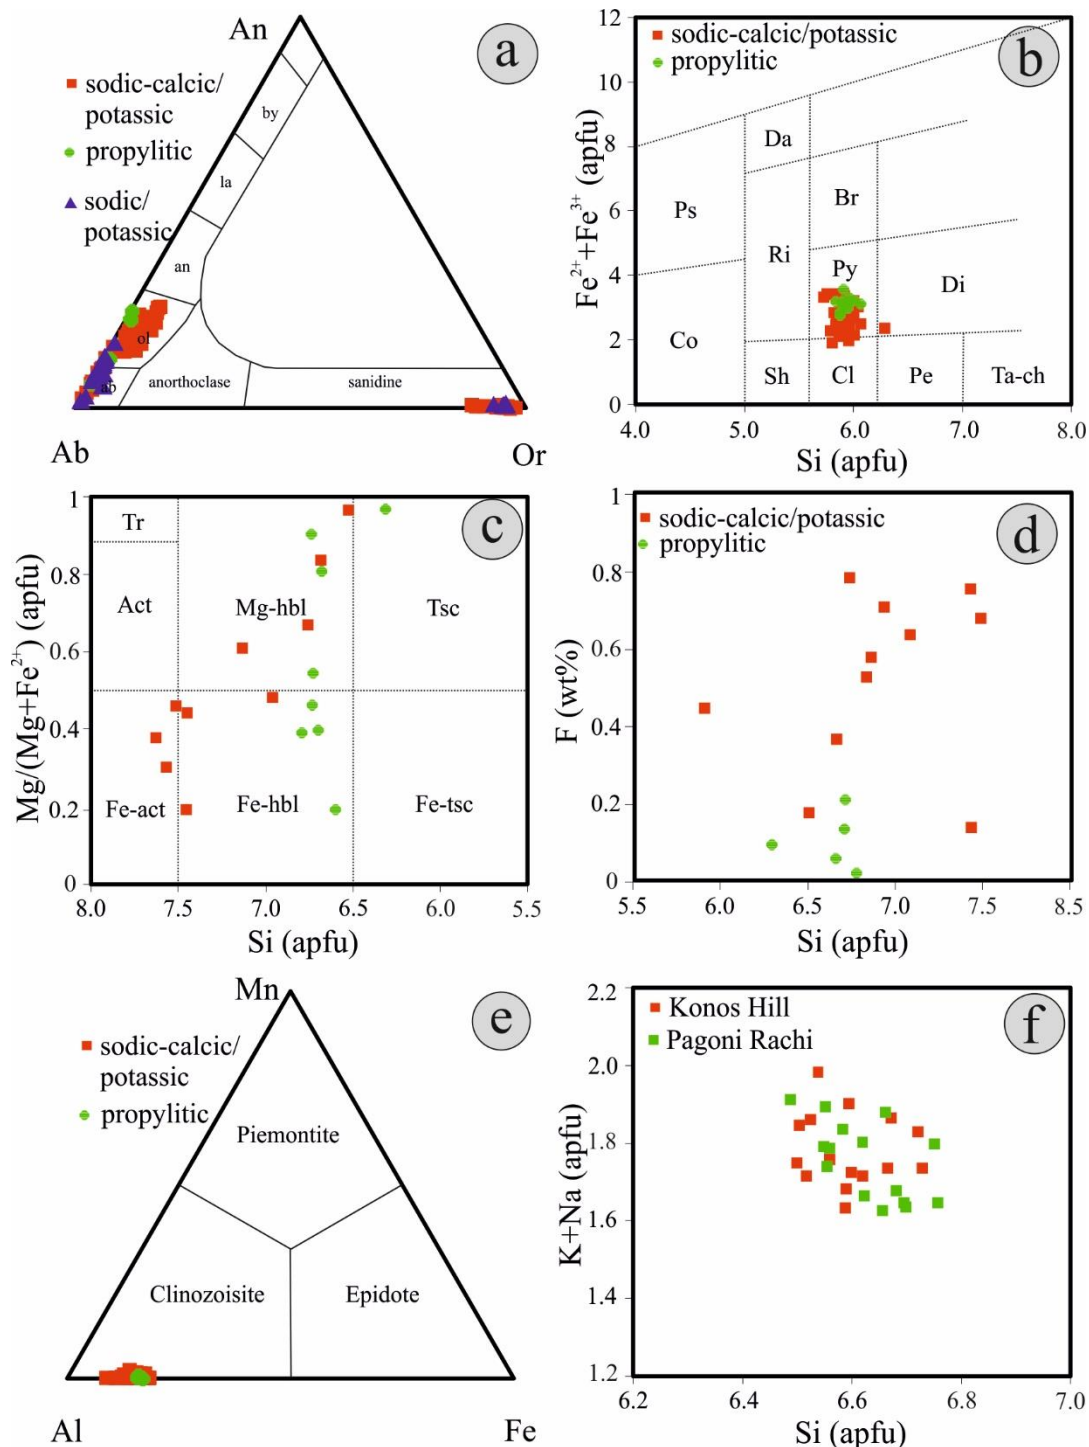 An
a
sodic-calcic/
potassic
propylitic
sodic/
potassic
by
la
an
ol
ab
anorthoclase
sanidine
Ab
Or
b
sodic-calcic/potassic
propylitic
Fe2++Fe3+ (apfu)
12
10
8
6
4
2
0
Da
Ps
Br
Ri
Py
Di
Co
Sh
Cl
Pe
Ta-ch
4.0 5.0 6.0 7.0 8.0
Si (apfu)
c
Mg/(Mg+Fe2+) (apfu)
1
0.8
0.6
0.4
0.2
0
Tr
Act
Mg-hbl
Tsc
Fe-act
Fe-hbl
Fe-tsc
8.0 7.5 7.0 6.5 6.0 5.5
Si (apfu)
d
sodic-calcic/potassic
propylitic
F (wt%)
1
0.8
0.6
0.4
0.2
0
5.5 6.0 6.5 7.0 7.5 8.5
Si (apfu)
Mn
e
sodic-calcic/
potassic
propylitic
Piemontite
Clinozoisite
Epidote
Al
Fe
f
Konos Hill
Pagoni Rachi
K+Na (apfu)
2.2
2.0
1.8
1.6
1.4
1.2
6.2 6.4 6.6 6.8 7.0
Si (apfu)